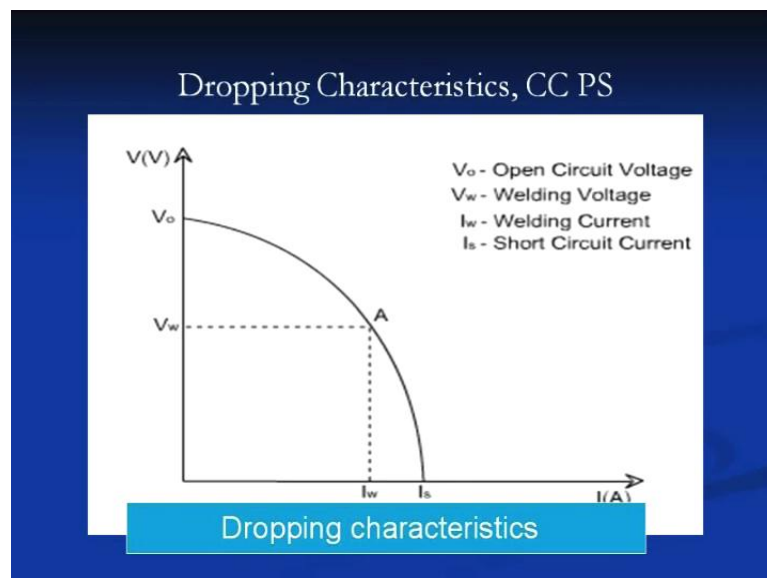 Dropping Characteristics, CC PS
V(V)
Vo - Open Circuit Voltage
Vw - Welding Voltage
Iw - Welding Current
Is - Short Circuit Current
Vo
A
Vw
Iw
Is
I(A)
Dropping characteristics